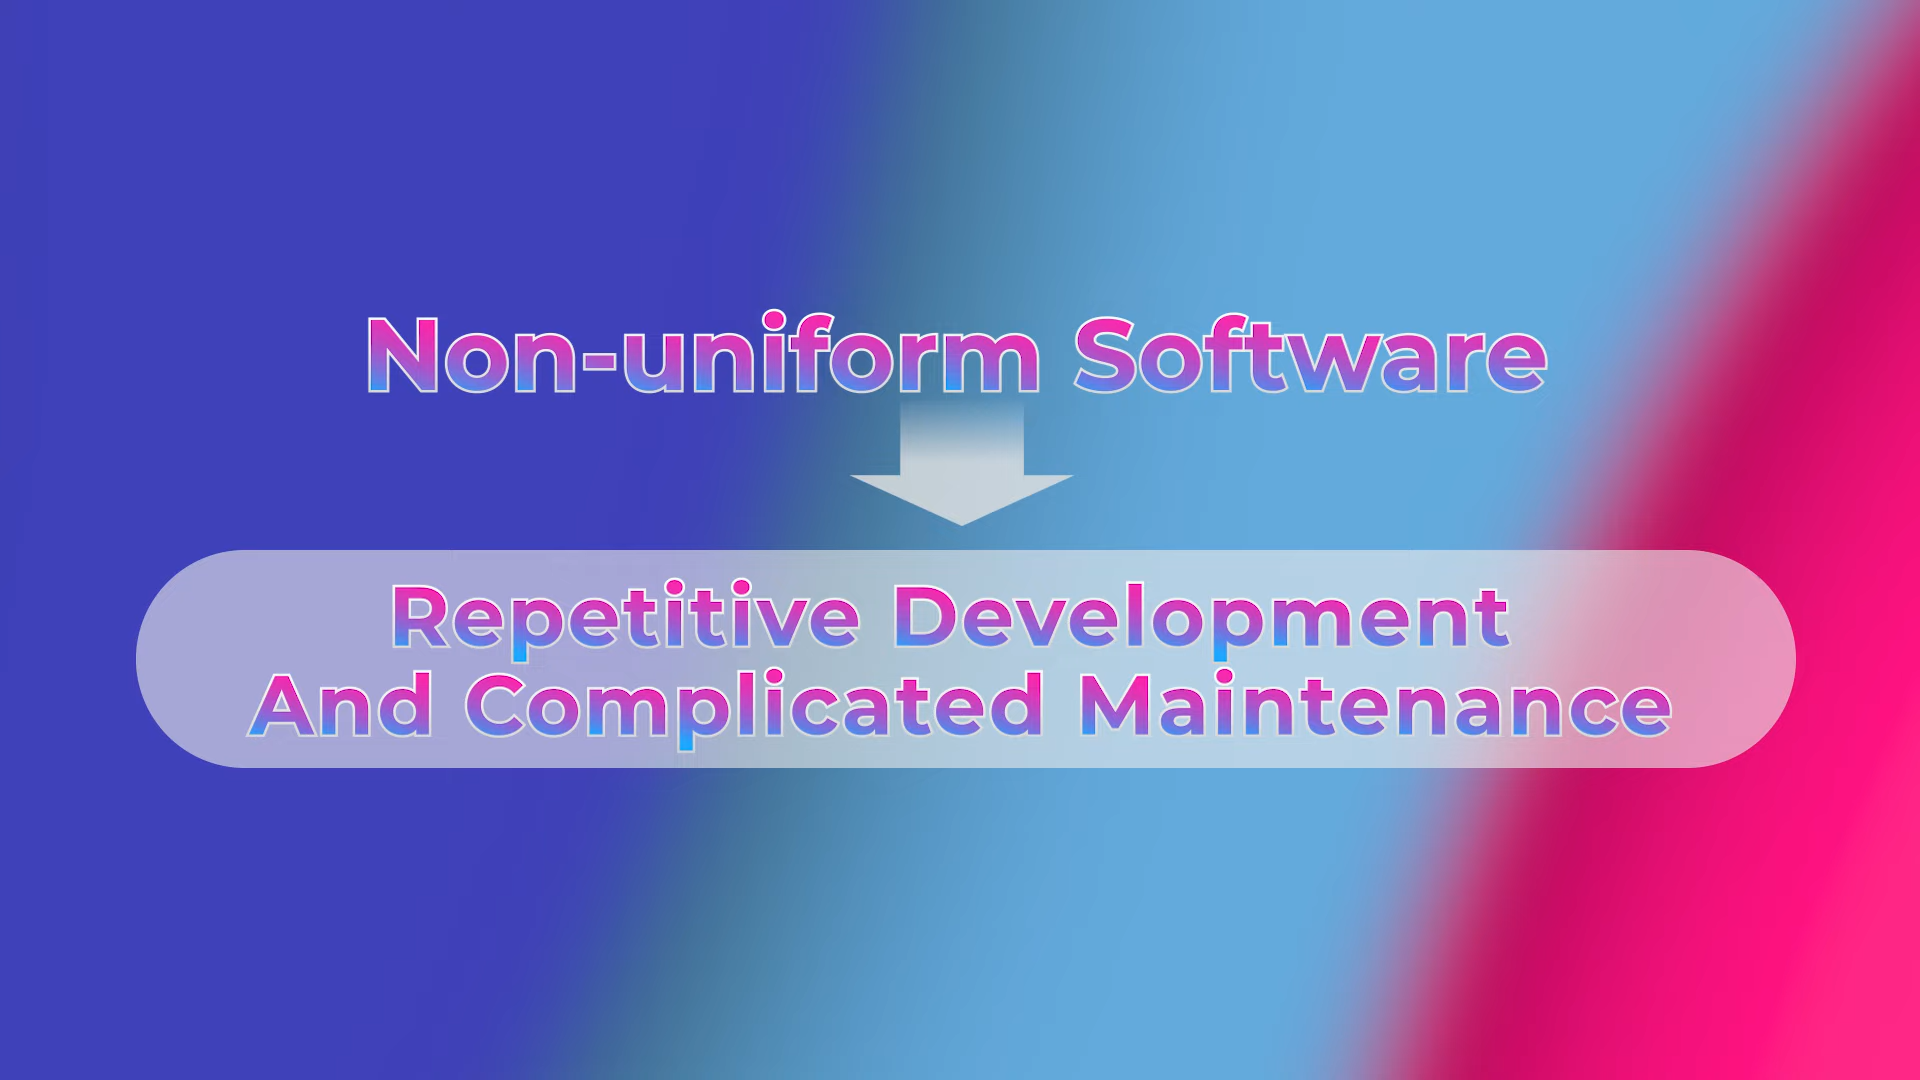 Non-uniform Software
Repetitive Development
And Complicated Maintenance